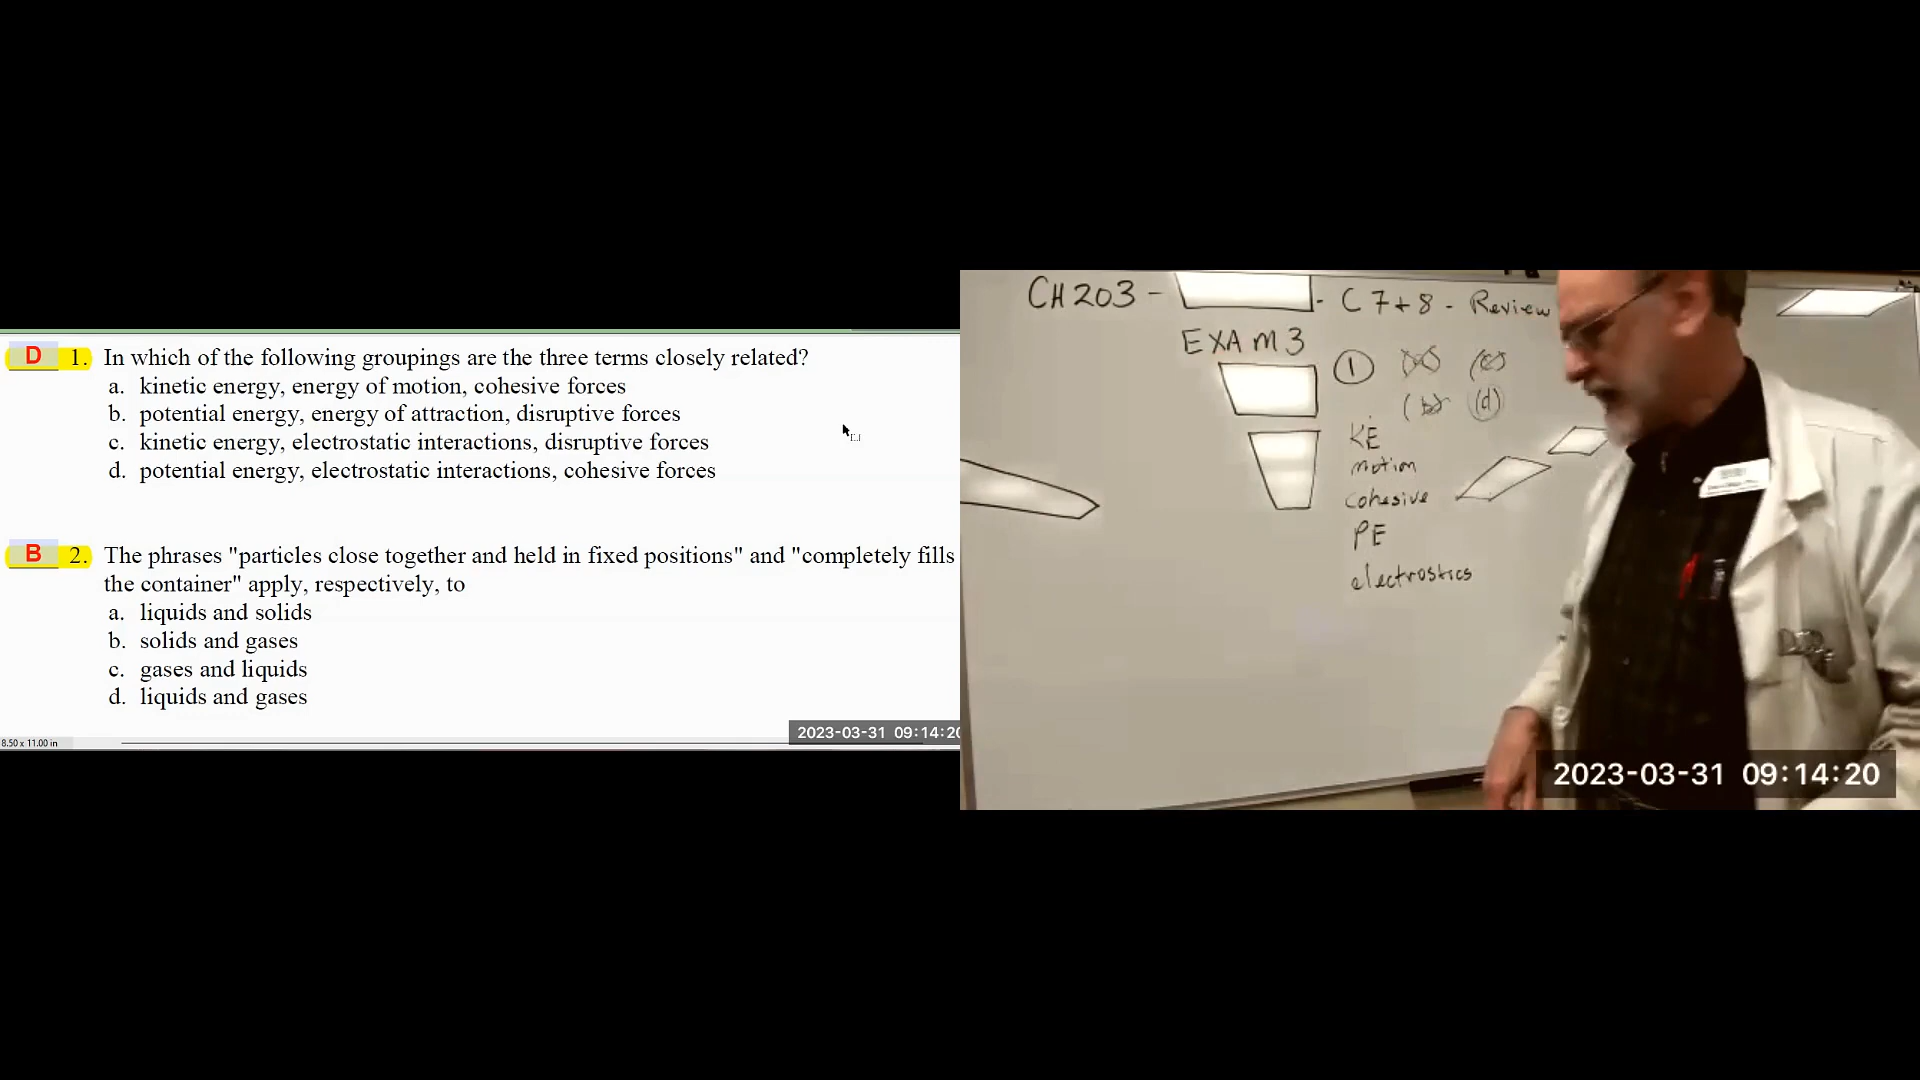 D 1. In which of the following groupings are the three terms closely related?
a. kinetic energy, energy of motion, cohesive forces
b. potential energy, energy of attraction, disruptive forces
c. kinetic energy, electrostatic interactions, disruptive forces
d. potential energy, electrostatic interactions, cohesive forces
B 2. The phrases "particles close together and held in fixed positions" and "completely fills
the container" apply, respectively, to
a. liquids and solids
b. solids and gases
c. gases and liquids
d. liquids and gases
2023-03-31 09:14:20
8.50 x 11.00 in
CH 203 - - C 7 + 8 - Review
EXAM 3
1 (c)
(b) (d)
KE
motion
cohesive
PE
electrostics
2023-03-31 09:14:20